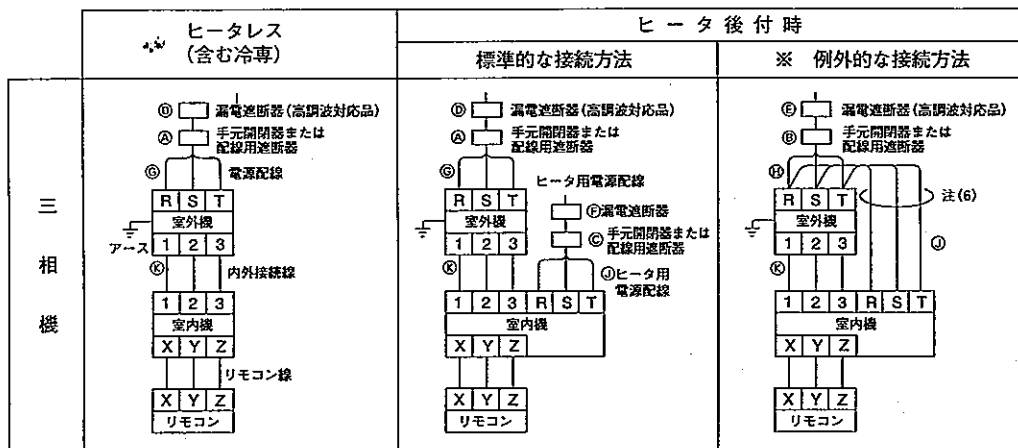 ヒータレス
(含む冷専)
ヒータ後付時
標準的な接続方法
※ 例外的な接続方法
三相機
Ⓓ 漏電遮断器(高調波対応品)
Ⓐ 手元開閉器または
配線用遮断器
Ⓖ 電源配線
R S T
室外機
アース
1 2 3
Ⓚ 内外接続線
1 2 3
室内機
X Y Z
リモコン線
X Y Z
リモコン
Ⓓ 漏電遮断器(高調波対応品)
Ⓐ 手元開閉器または
配線用遮断器
Ⓖ
ヒータ用電源配線
R S T
室外機
1 2 3
Ⓕ漏電遮断器
Ⓒ手元開閉器または
配線用遮断器
Ⓚ
Ⓙヒータ用
電源配線
1 2 3 R S T
室内機
X Y Z
X Y Z
リモコン
Ⓔ 漏電遮断器(高調波対応品)
Ⓑ 手元開閉器または
配線用遮断器
Ⓗ
R S T
注(6)
室外機
1 2 3
Ⓙ
Ⓚ
1 2 3 R S T
室内機
X Y Z
X Y Z
リモコン